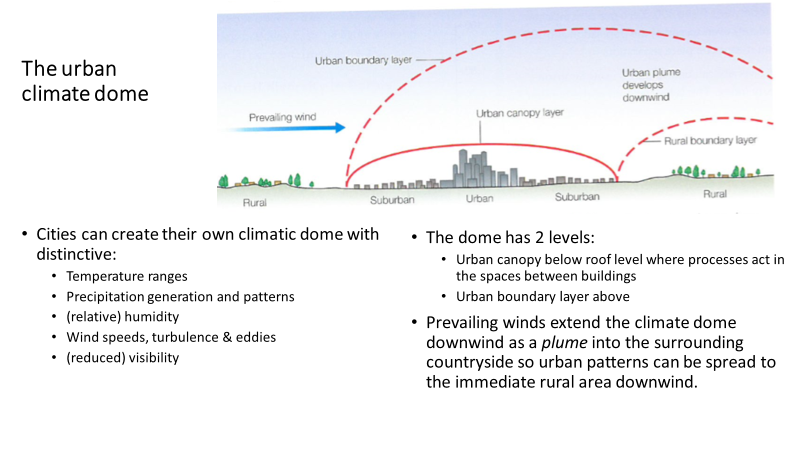 The urban
climate dome
Urban boundary layer
Urban plume
develops
downwind
Prevailing wind
Urban canopy layer
Rural boundary layer
Rural
Suburban
Urban
Suburban
Rural
• Cities can create their own climatic dome with
distinctive:
• Temperature ranges
• Precipitation generation and patterns
• (relative) humidity
• Wind speeds, turbulence & eddies
• (reduced) visibility
• The dome has 2 levels:
• Urban canopy below roof level where processes act in
the spaces between buildings
• Urban boundary layer above
• Prevailing winds extend the climate dome
downwind as a plume into the surrounding
countryside so urban patterns can be spread to
the immediate rural area downwind.